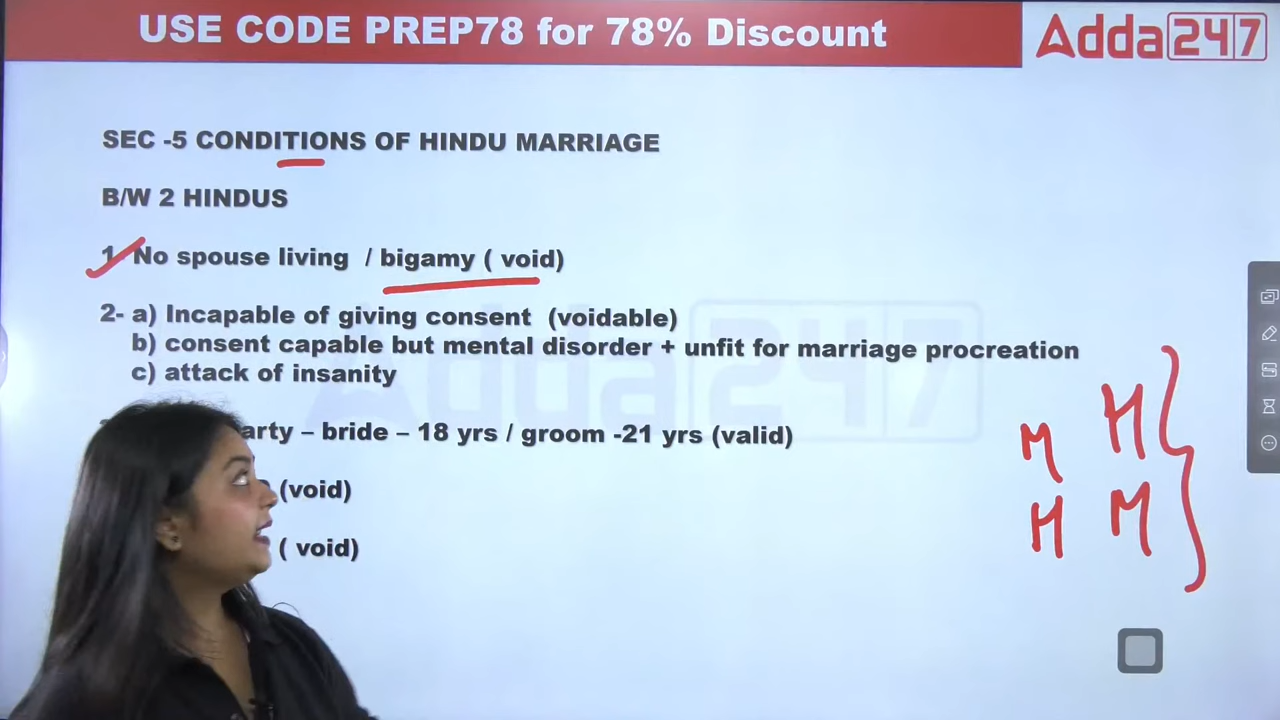 USE CODE PREP78 for 78% Discount
Adda247
SEC -5 CONDITIONS OF HINDU MARRIAGE
B/W 2 HINDUS
1. No spouse living / bigamy ( void)
2- a) Incapable of giving consent (voidable)
b) consent capable but mental disorder + unfit for marriage procreation
c) attack of insanity
arty – bride – 18 yrs / groom -21 yrs (valid)
(void)
( void)
M H
H M